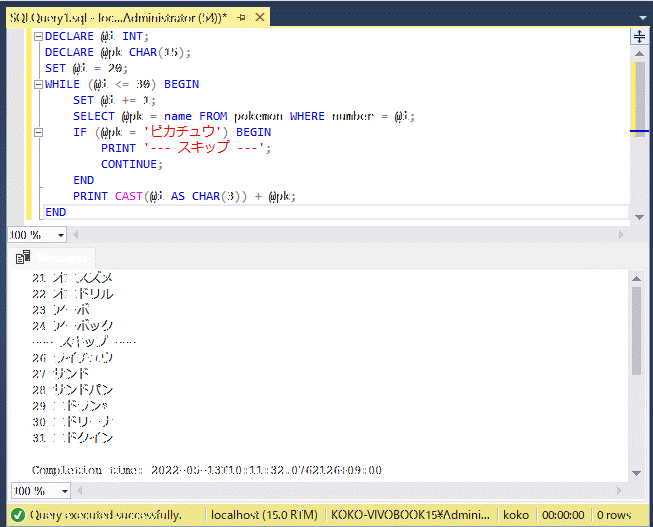 SQLQuery1.sql - loc...Administrator (54))*
DECLARE @i INT;
DECLARE @pk CHAR(15);
SET @i = 20;
WHILE (@i <= 30) BEGIN
SET @i += 1;
SELECT @pk = name FROM pokemon WHERE number = @i;
IF (@pk = 'ピカチュウ') BEGIN
PRINT '--- スキップ ---';
CONTINUE;
END
PRINT CAST(@i AS CHAR(3)) + @pk;
END
100 %
Messages
21 オニスズメ
22 オニドリル
23 アーボ
24 アーボック
--- スキップ ---
26 ライチュウ
27 サンド
28 サンドパン
29 ニドラン♀
30 ニドリーナ
31 ニドクイン
Completion time: 2022-05-13T10:11:32.0762126+09:00
100 %
Query executed successfully.
localhost (15.0 RTM)
KOKO-VIVOBOOK15¥Admini...
koko
00:00:00
0 rows